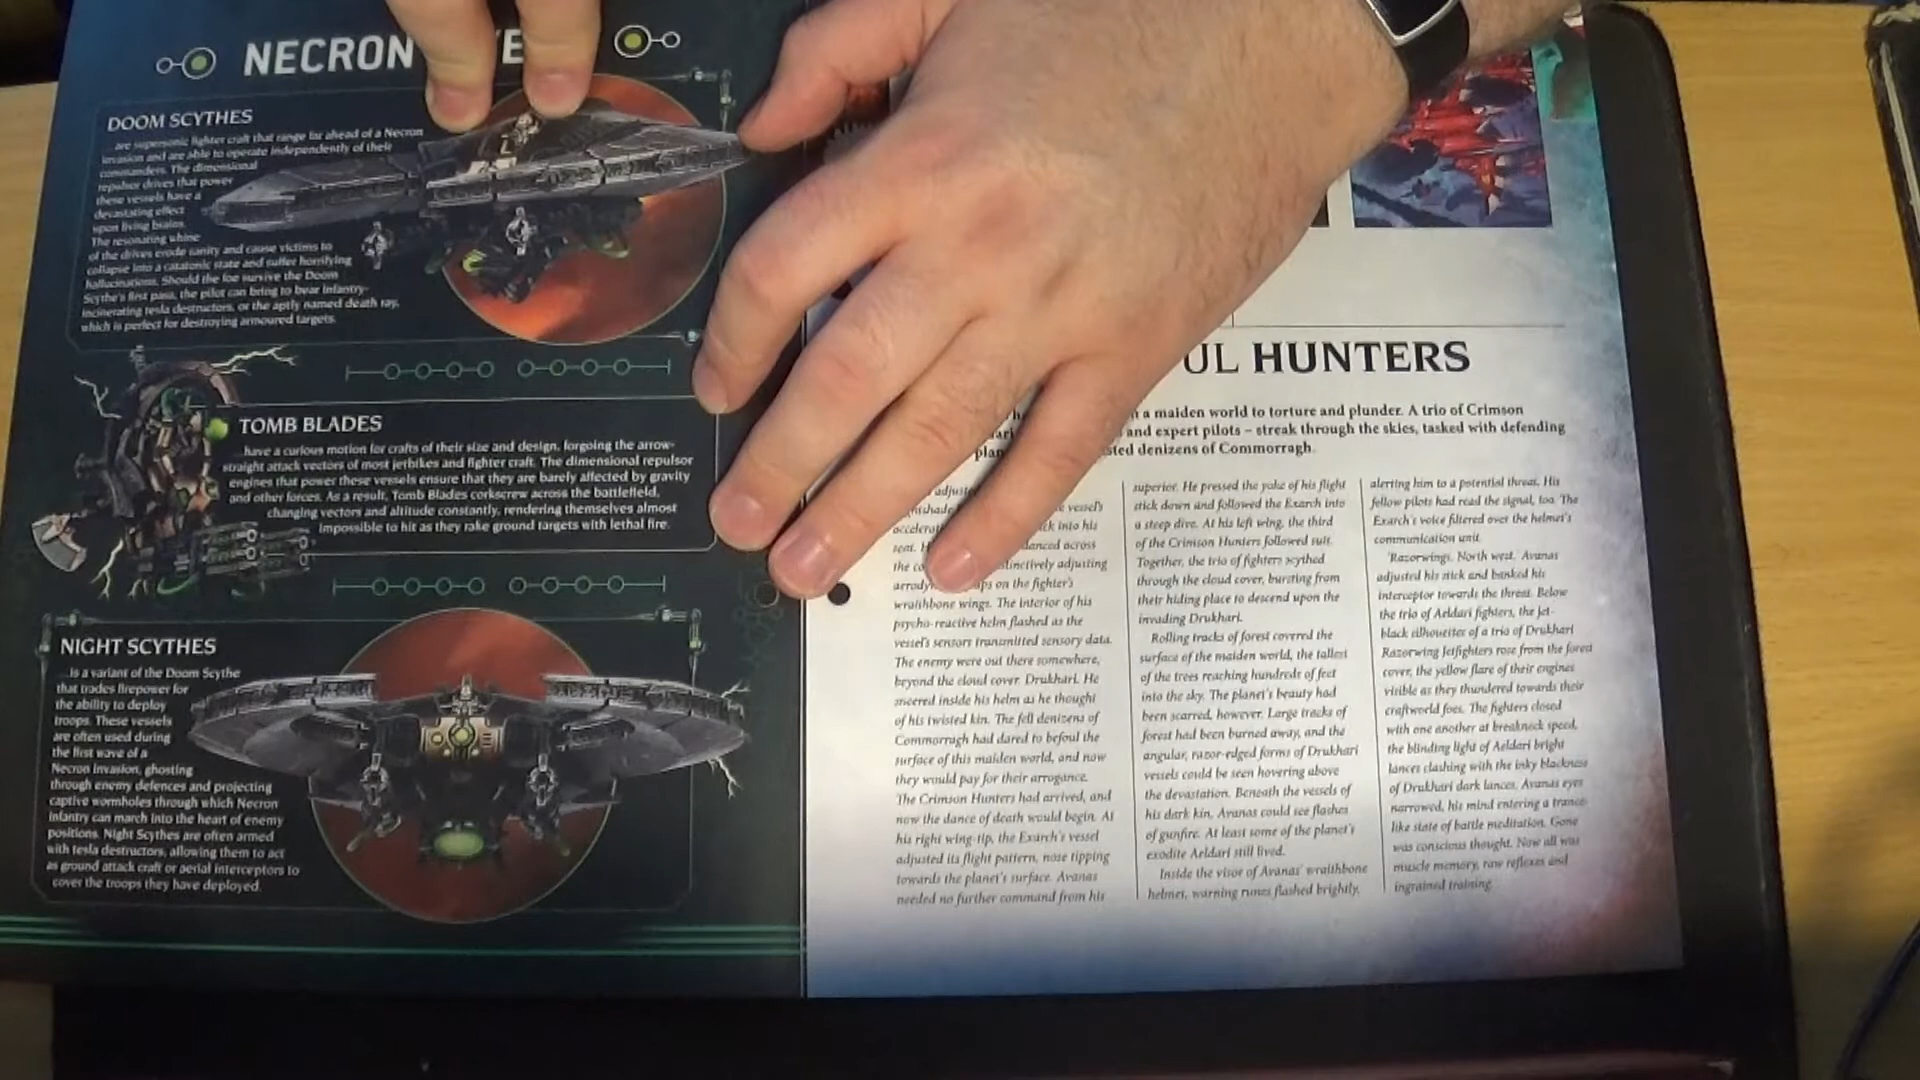 NECRON
DOOM SCYTHES
are supersonic fighter craft that range far ahead of a Necron
invasion and are able to operate independently of their
commanders. The dimensional
repulsor drives that power
these vessels have a
devastating effect
upon living brains.
The resonating whine
of the drives erode sanity and cause victims to
collapse into a catatonic state and suffer horrifying
hallucinations. Should the foe survive the Doom
Scythe's first pass, the pilot can bring to bear infantry-
incinerating tesla destructors, or the aptly named death ray,
which is perfect for destroying armoured targets.
TOMB BLADES
have a curious motion for crafts of their size and design, forgoing the arrow-
straight attack vectors of most jetbikes and fighter craft. The dimensional repulsor
engines that power these vessels ensure that they are barely affected by gravity
and other forces. As a result, Tomb Blades corkscrew across the battlefield,
changing vectors and altitude constantly, rendering themselves almost
impossible to hit as they rake ground targets with lethal fire.
NIGHT SCYTHES
is a variant of the Doom Scythe
that trades firepower for
the ability to deploy
troops. These vessels
are often used during
the first wave of a
Necron invasion, ghosting
through enemy defences and projecting
captive wormholes through which Necron
infantry can march into the heart of enemy
positions. Night Scythes are often armed
with tesla destructors, allowing them to act
as ground attack craft or aerial interceptors to
cover the troops they have deployed.
UL HUNTERS
a maiden world to torture and plunder. A trio of Crimson
and expert pilots – streak through the skies, tasked with defending
denizens of Commorragh.
vessel's
into his
seat. across
the adjusting
on the fighter's
wraithbone wings. The interior of his
psycho-reactive helm flashed as the
vessel's sensors transmitted sensory data.
The enemy were out there somewhere,
beyond the cloud cover. Drukhari. He
sneered inside his helm as he thought
of his twisted kin. The fell denizens of
Commorragh had dared to befoul the
surface of this maiden world, and now
they would pay for their arrogance.
The Crimson Hunters had arrived, and
now the dance of death would begin. At
his right wing-tip, the Exarch's vessel
adjusted its flight pattern, nose tipping
towards the planet's surface. Avanas
needed no further command from his
superior. He pressed the yoke of his flight
stick down and followed the Exarch into
a steep dive. At his left wing, the third
of the Crimson Hunters followed suit.
Together, the trio of fighters scythed
through the cloud cover, bursting from
their hiding place to descend upon the
invading Drukhari.
Rolling tracks of forest covered the
surface of the maiden world, the tallest
of the trees reaching hundreds of feet
into the sky. The planet's beauty had
been scarred, however. Large tracks of
forest had been burned away, and the
angular, razor-edged forms of Drukhari
vessels could be seen hovering above
the devastation. Beneath the vessels of
his dark kin, Avanas could see flashes
of gunfire. At least some of the planet's
exodite Aeldari still lived.
Inside the visor of Avanas' wraithbone
helmet, warning runes flashed brightly,
alerting him to a potential threat. His
fellow pilots had read the signal, too. The
Exarch's voice filtered over the helmet's
communication unit.
'Razorwings. North west. Avanas
adjusted his stick and banked his
interceptor towards the threat. Below
the trio of Aeldari fighters, the jet-
black silhouettes of a trio of Drukhari
Razorwing Jetfighters rose from the forest
cover, the yellow flare of their engines
visible as they thundered towards their
craftworld foes. The fighters closed
with one another at breakneck speed,
the blinding light of Aeldari bright
lances clashing with the inky blackness
of Drukhari dark lances. Avanas eyes
narrowed, his mind entering a trance-
like state of battle meditation. Gone
was conscious thought. Now all was
muscle memory, raw reflexes and
ingrained training.